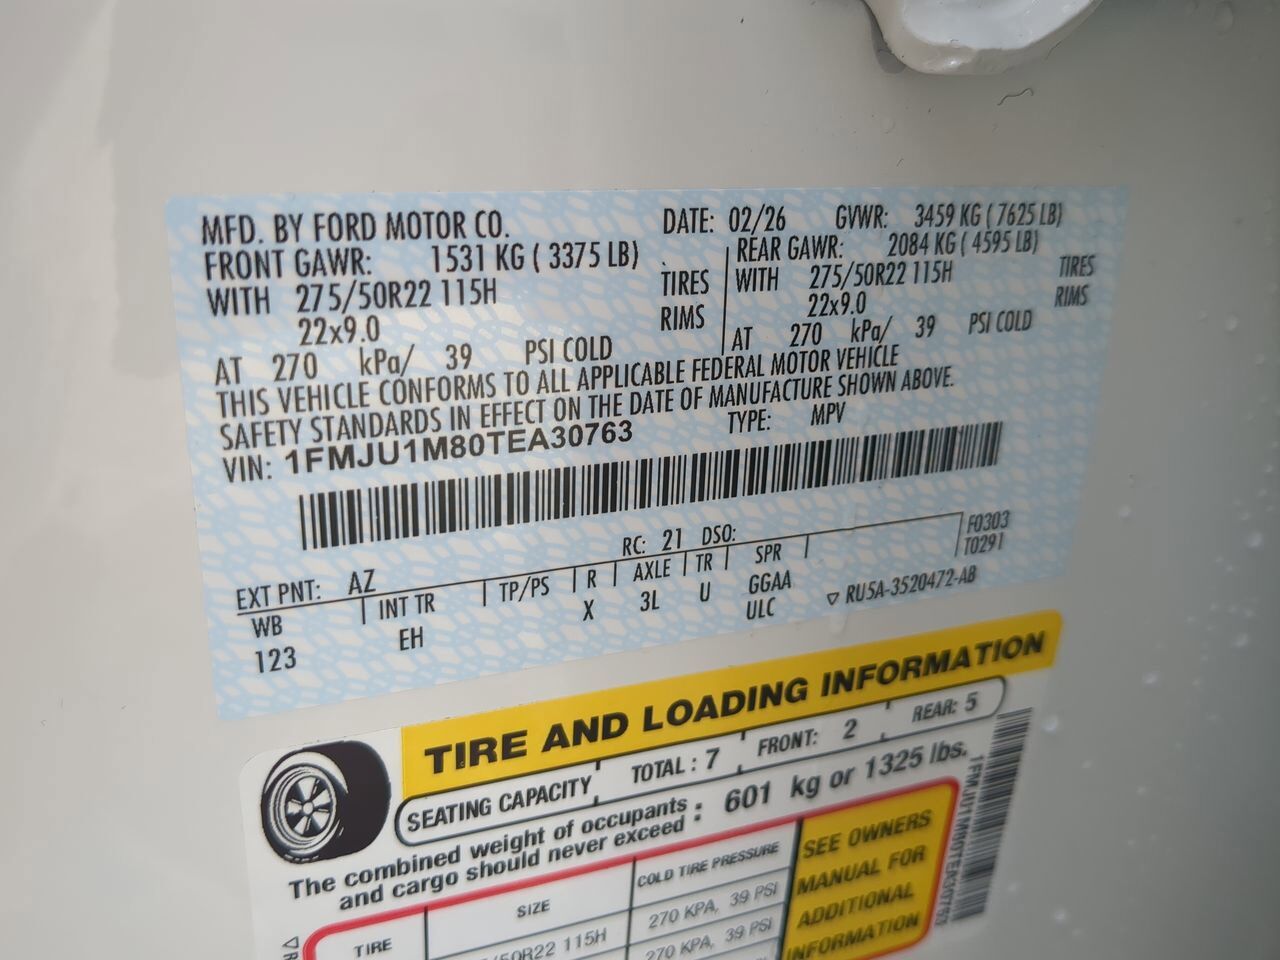 MFD. BY FORD MOTOR CO. DATE: 02/26 GVWR: 3459 KG ( 7625 LB)
FRONT GAWR: 1531 KG ( 3375 LB) REAR GAWR: 2084 KG ( 4595 LB)
WITH 275/50R22 115H TIRES WITH 275/50R22 115H TIRES
22x9.0 RIMS 22x9.0 RIMS
AT 270 kPa/ 39 PSI COLD AT 270 kPa/ 39 PSI COLD
THIS VEHICLE CONFORMS TO ALL APPLICABLE FEDERAL MOTOR VEHICLE
SAFETY STANDARDS IN EFFECT ON THE DATE OF MANUFACTURE SHOWN ABOVE.
VIN: 1FMJU1M80TEA30763 TYPE: MPV
EXT PNT: AZ RC: 21 DSO: F0303
WB INT TR TP/PS R AXLE TR SPR T0291
123 EH X 3L U GGAA
ULC ▽ RU5A-3520472-AB
TIRE AND LOADING INFORMATION
SEATING CAPACITY TOTAL : 7 FRONT: 2 REAR: 5
The combined weight of occupants
and cargo should never exceed : 601 kg or 1325 lbs.
TIRE SIZE COLD TIRE PRESSURE
/50R22 115H 270 KPA, 39 PSI
270 KPA, 39 PSI
SEE OWNERS
MANUAL FOR
ADDITIONAL
INFORMATION
1FMJU1M80TEA30763